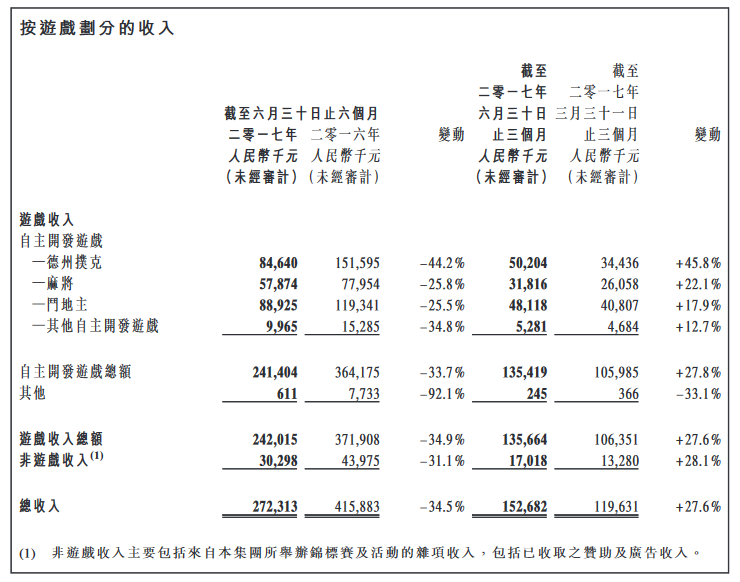 按遊戲劃分的收入
截至 截至
二零一七年 二零一七年
截至六月三十日止六個月 六月三十日 三月三十一日
二零一七年 二零一六年 變動 止三個月 止三個月 變動
人民幣千元 人民幣千元 人民幣千元 人民幣千元
(未經審計) (未經審計) (未經審計) (未經審計)
遊戲收入
自主開發遊戲
—德州撲克 84,640 151,595 –44.2% 50,204 34,436 +45.8%
—麻將 57,874 77,954 –25.8% 31,816 26,058 +22.1%
—鬥地主 88,925 119,341 –25.5% 48,118 40,807 +17.9%
—其他自主開發遊戲 9,965 15,285 –34.8% 5,281 4,684 +12.7%
自主開發遊戲總額 241,404 364,175 –33.7% 135,419 105,985 +27.8%
其他 611 7,733 –92.1% 245 366 –33.1%
遊戲收入總額 242,015 371,908 –34.9% 135,664 106,351 +27.6%
非遊戲收入(1) 30,298 43,975 –31.1% 17,018 13,280 +28.1%
總收入 272,313 415,883 –34.5% 152,682 119,631 +27.6%
(1) 非遊戲收入主要包括來自本集團所舉辦錦標賽及活動的雜項收入，包括已收取之贊助及廣告收入。